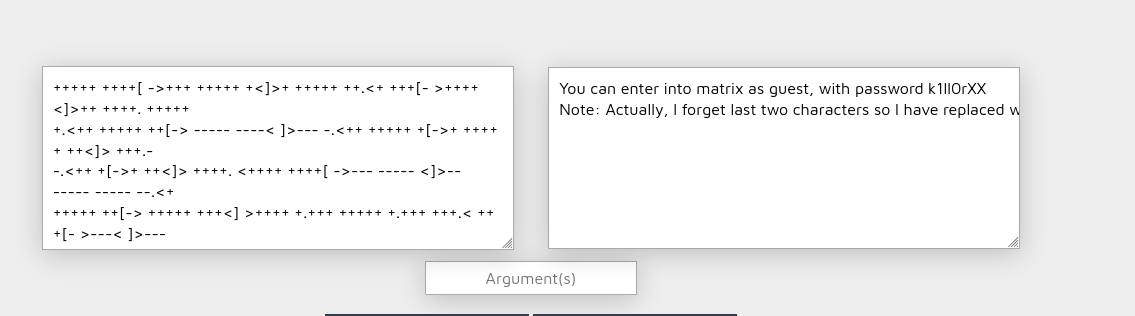 +++++ ++++[ ->+++ +++++ +<]>+ +++++ ++.<+ +++[- >++++
<]>++ ++++. +++++
+.<++ +++++ ++[-> ----- ----< ]>--- -.<++ +++++ +[->+ ++++
+ ++<]> +++.-
-.<++ +[->+ ++<]> ++++. <++++ ++++[ ->--- ----- <]>--
----- ----- --.<+
+++++ ++[-> +++++ +++<] >++++ +.+++ +++++ +.+++ +++.< ++
+[- >---< ]>---
You can enter into matrix as guest, with password k1ll0rXX
Note: Actually, I forget last two characters so I have replaced w
Argument(s)